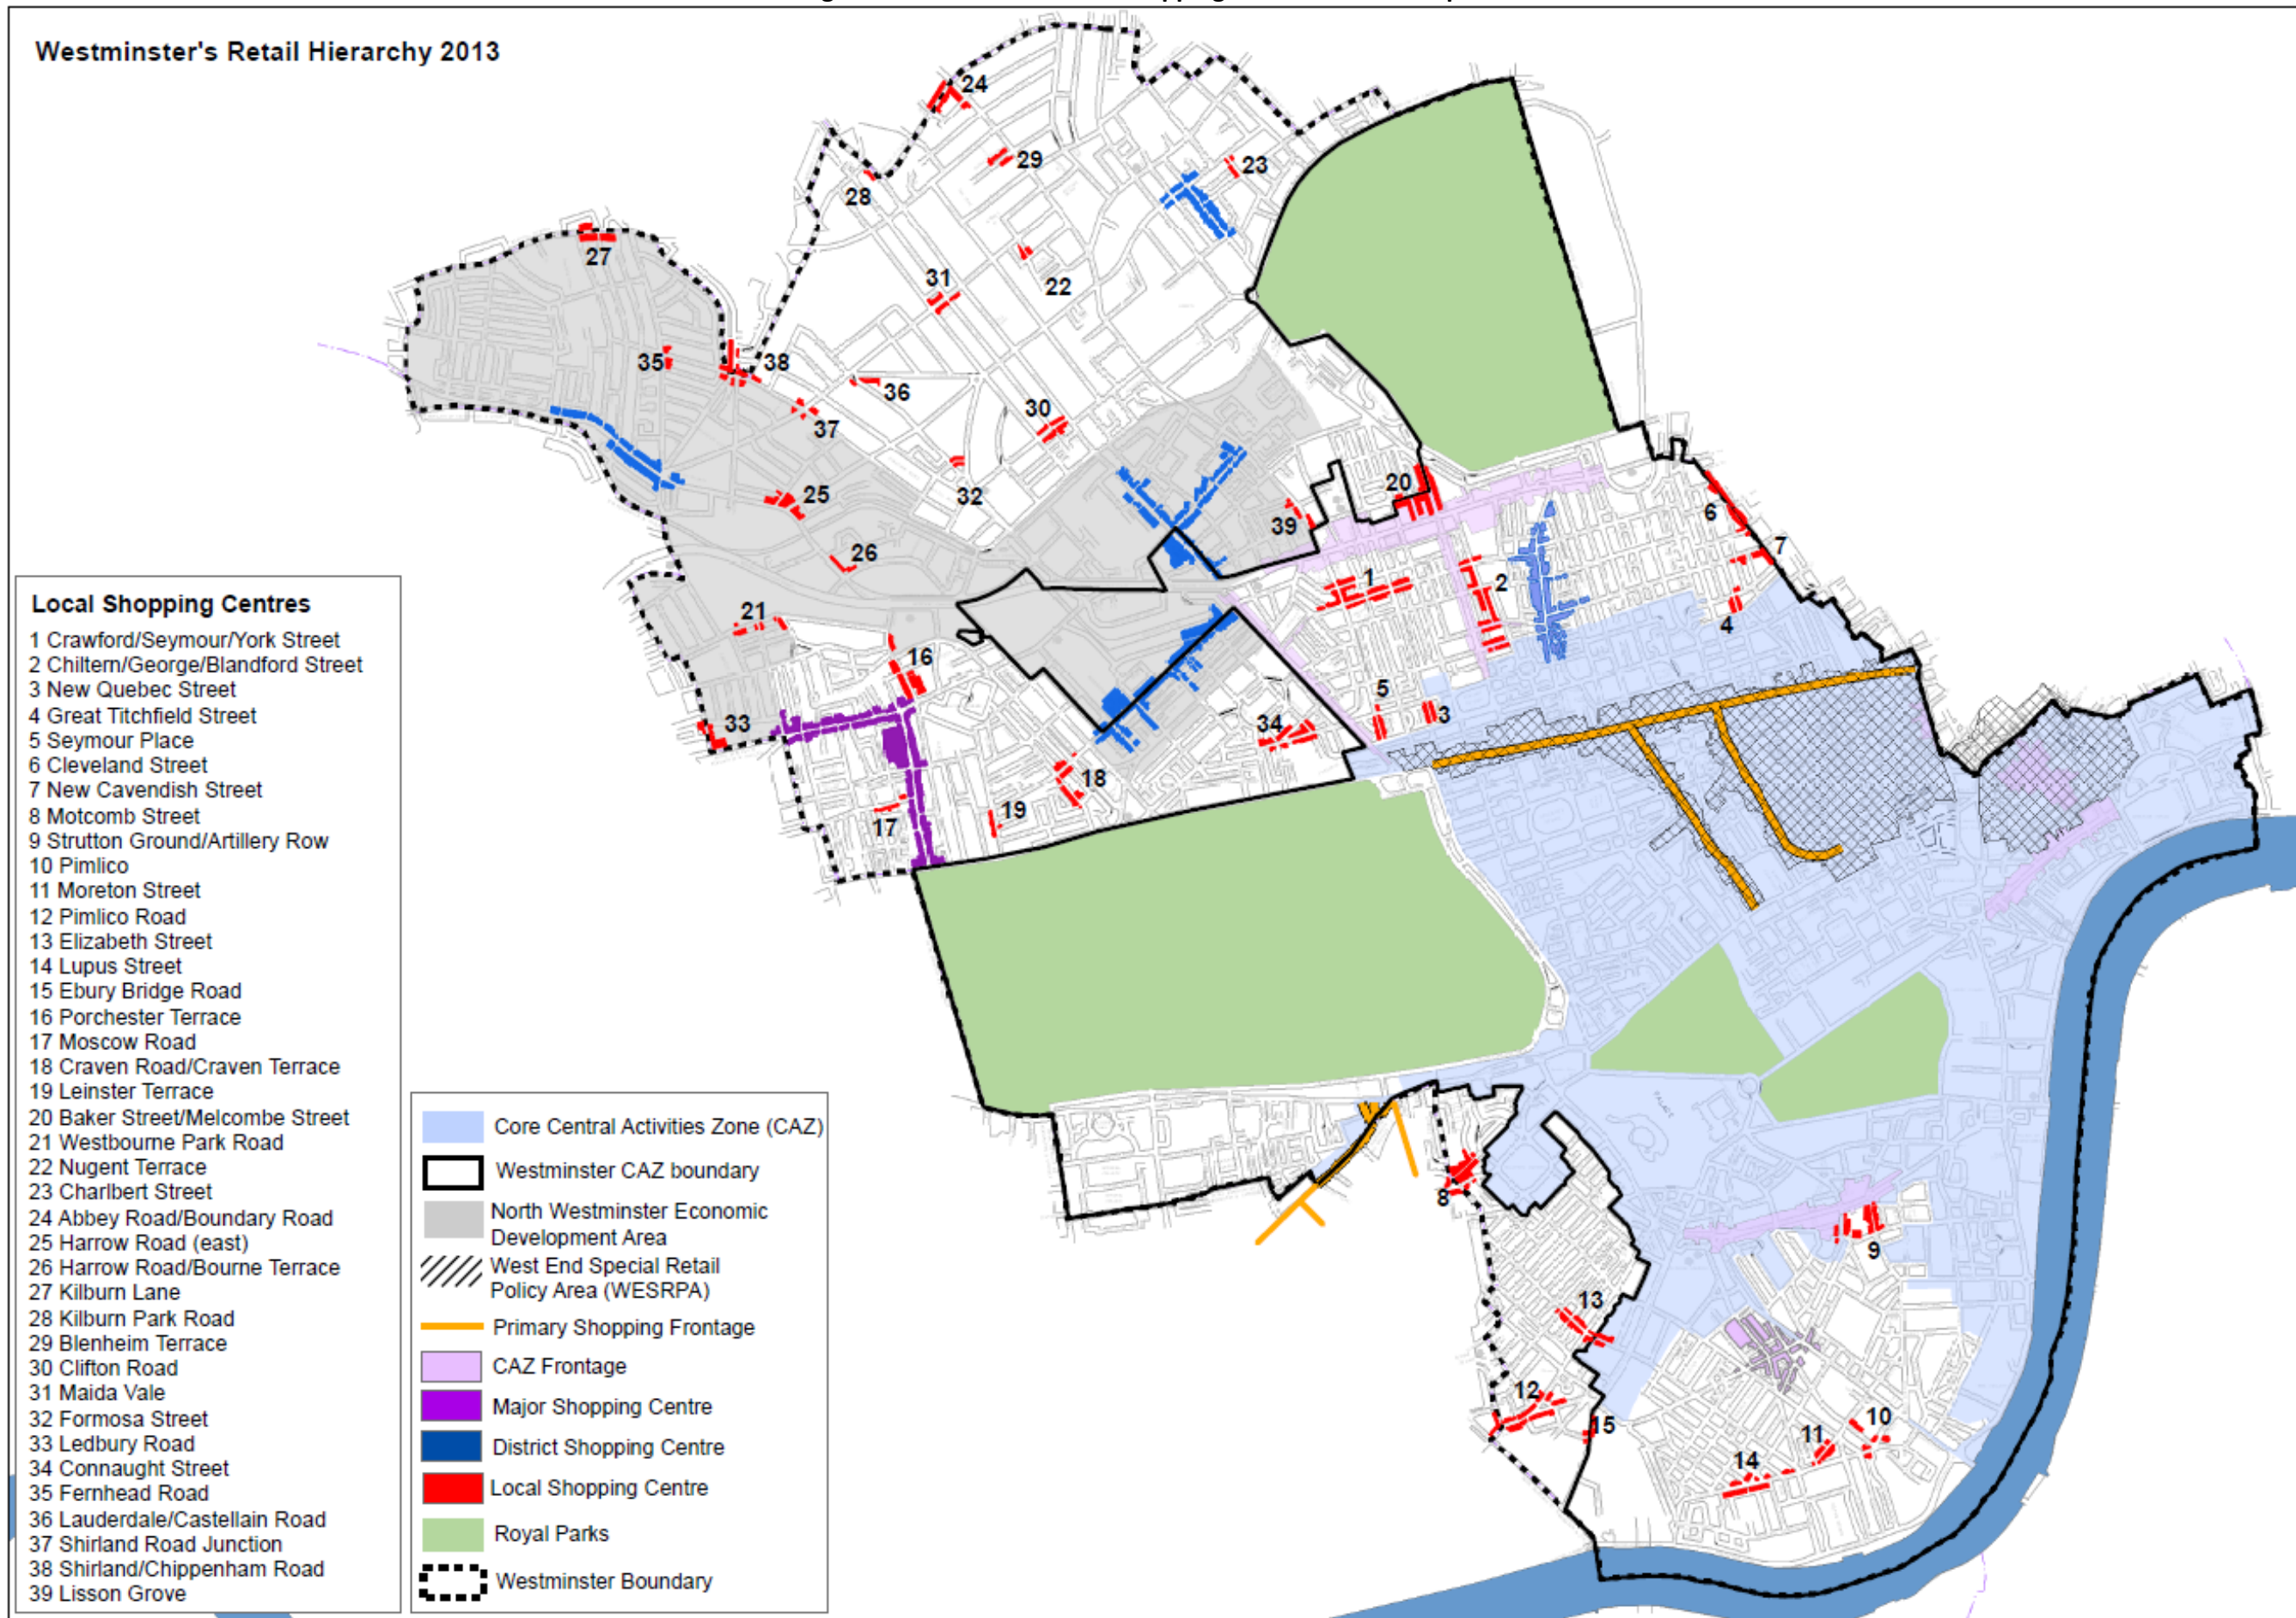 Westminster's Retail Hierarchy 2013
24
29
23
28
27
22
31
35
38
36
37
30
32
25
20
39
6
7
26
1
2
4
21
16
5
3
33
34
18
19
17
8
9
13
12
15
10
11
14
PALACE
Local Shopping Centres
1 Crawford/Seymour/York Street
2 Chiltern/George/Blandford Street
3 New Quebec Street
4 Great Titchfield Street
5 Seymour Place
6 Cleveland Street
7 New Cavendish Street
8 Motcomb Street
9 Strutton Ground/Artillery Row
10 Pimlico
11 Moreton Street
12 Pimlico Road
13 Elizabeth Street
14 Lupus Street
15 Ebury Bridge Road
16 Porchester Terrace
17 Moscow Road
18 Craven Road/Craven Terrace
19 Leinster Terrace
20 Baker Street/Melcombe Street
21 Westbourne Park Road
22 Nugent Terrace
23 Charlbert Street
24 Abbey Road/Boundary Road
25 Harrow Road (east)
26 Harrow Road/Bourne Terrace
27 Kilburn Lane
28 Kilburn Park Road
29 Blenheim Terrace
30 Clifton Road
31 Maida Vale
32 Formosa Street
33 Ledbury Road
34 Connaught Street
35 Fernhead Road
36 Lauderdale/Castellain Road
37 Shirland Road Junction
38 Shirland/Chippenham Road
39 Lisson Grove
Core Central Activities Zone (CAZ)
Westminster CAZ boundary
North Westminster Economic
Development Area
West End Special Retail
Policy Area (WESRPA)
Primary Shopping Frontage
CAZ Frontage
Major Shopping Centre
District Shopping Centre
Local Shopping Centre
Royal Parks
Westminster Boundary